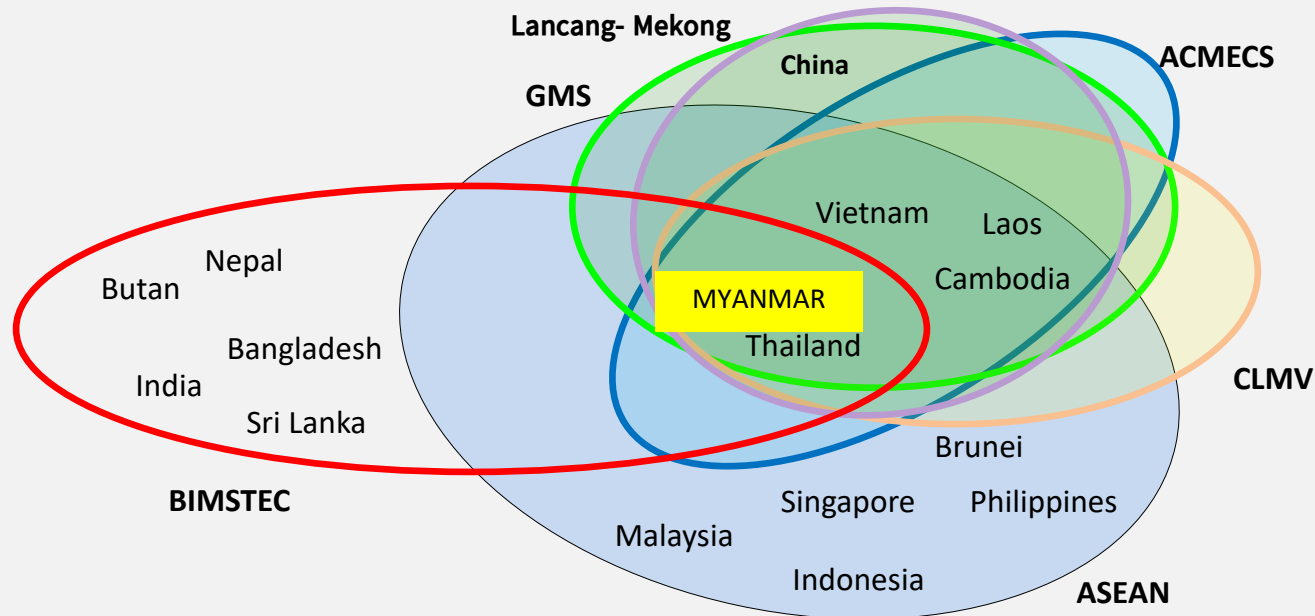 Lancang- Mekong
China
ACMECS
GMS
Vietnam
Laos
Nepal
Butan
Cambodia
MYANMAR
Bangladesh
Thailand
India
CLMV
Sri Lanka
Brunei
BIMSTEC
Singapore
Philippines
Malaysia
Indonesia
ASEAN